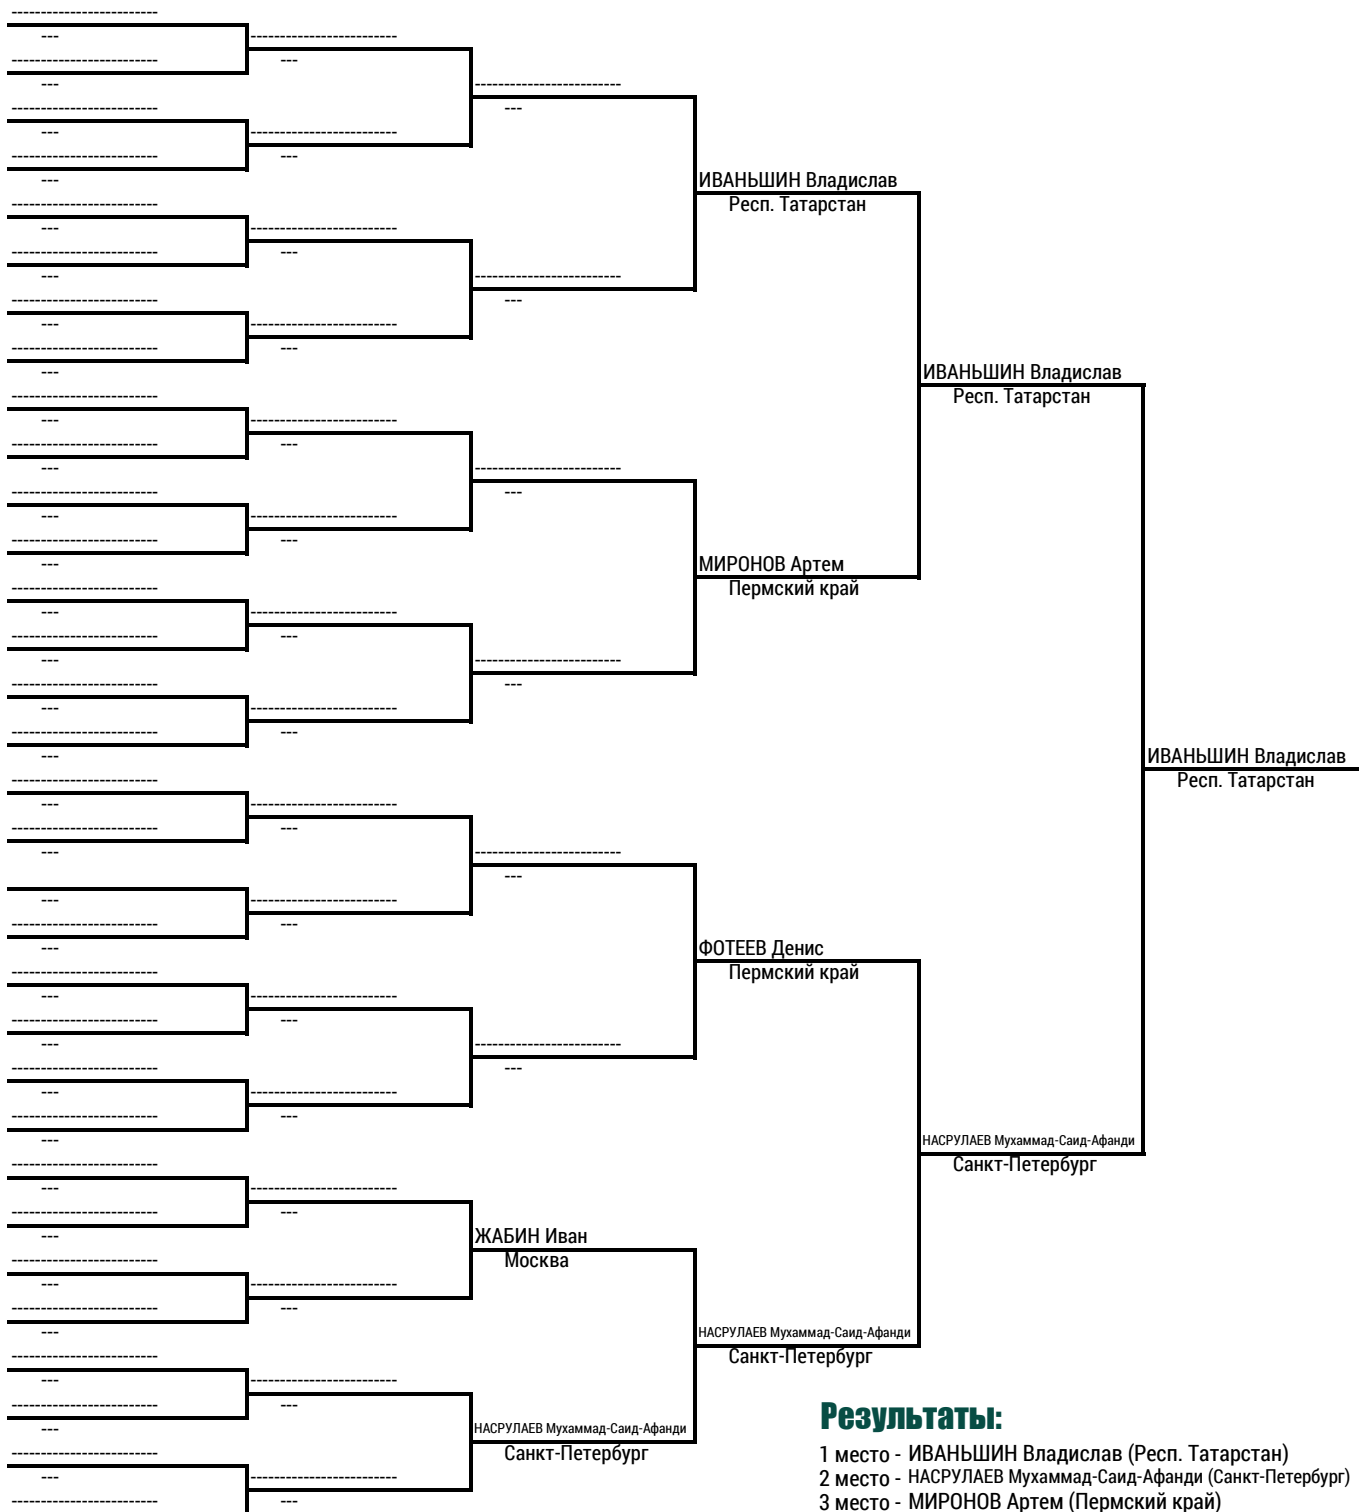 ИВАНЬШИН Владислав
Респ. Татарстан
ИВАНЬШИН Владислав
Респ. Татарстан
МИРОНОВ Артем
Пермский край
ИВАНЬШИН Владислав
Респ. Татарстан
ФОТЕЕВ Денис
Пермский край
НАСРУЛАЕВ Мухаммад-Саид-Афанди
Санкт-Петербург
ЖАБИН Иван
Москва
НАСРУЛАЕВ Мухаммад-Саид-Афанди
Санкт-Петербург
НАСРУЛАЕВ Мухаммад-Саид-Афанди
Санкт-Петербург
Результаты:
1 место - ИВАНЬШИН Владислав (Респ. Татарстан)
2 место - НАСРУЛАЕВ Мухаммад-Саид-Афанди (Санкт-Петербург)
3 место - МИРОНОВ Артем (Пермский край)